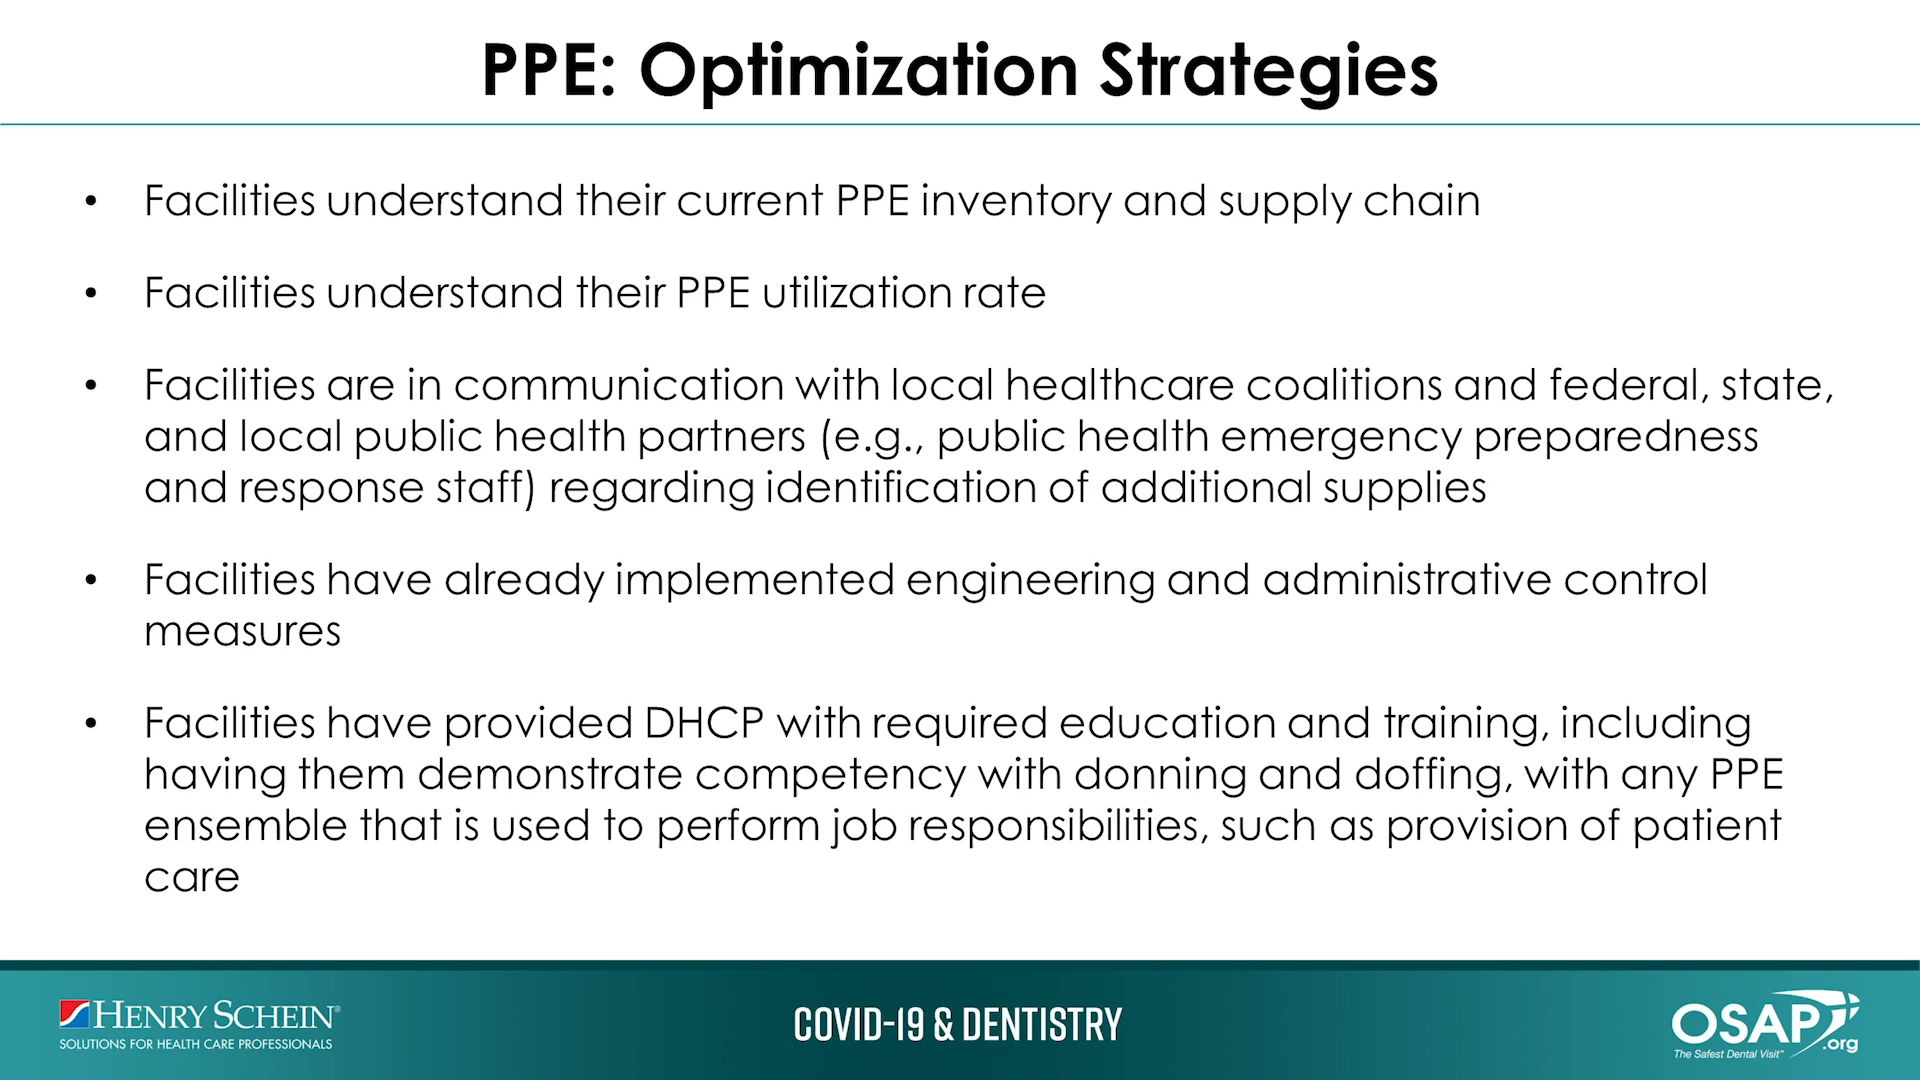 PPE: Optimization Strategies
• Facilities understand their current PPE inventory and supply chain
• Facilities understand their PPE utilization rate
• Facilities are in communication with local healthcare coalitions and federal, state,
and local public health partners (e.g., public health emergency preparedness
and response staff) regarding identification of additional supplies
• Facilities have already implemented engineering and administrative control
measures
• Facilities have provided DHCP with required education and training, including
having them demonstrate competency with donning and doffing, with any PPE
ensemble that is used to perform job responsibilities, such as provision of patient
care
HENRY SCHEIN®
SOLUTIONS FOR HEALTH CARE PROFESSIONALS
COVID-19 & DENTISTRY
OSAP
.org
The Safest Dental Visit™